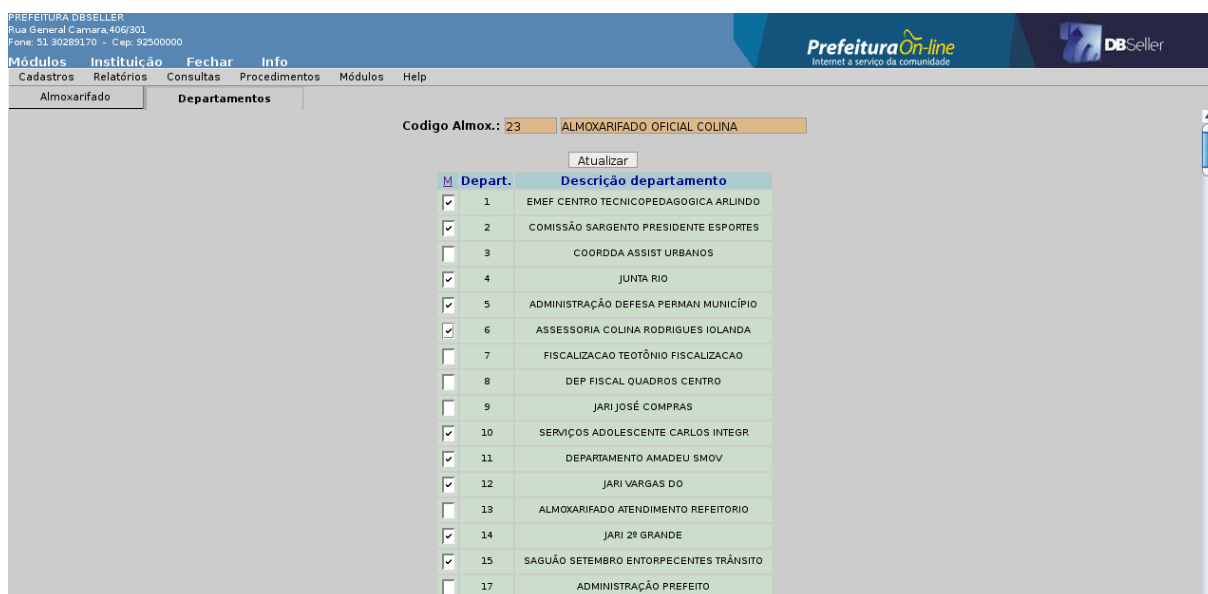 PREFEITURA DBSELLER
Rua General Camara,406/301
Fone: 51 30289170 - Cep: 92500000
Módulos Instituição Fechar Info
PrefeituraOn-line
Internet a serviço da comunidade
DBSeller
Cadastros Relatórios Consultas Procedimentos Módulos Help
Almoxarifado Departamentos
Codigo Almox.: 23 ALMOXARIFADO OFICIAL COLINA
Atualizar
M Depart. Descrição departamento
1 EMEF CENTRO TECNICOPEDAGOGICA ARLINDO
2 COMISSÃO SARGENTO PRESIDENTE ESPORTES
3 COORDDA ASSIST URBANOS
4 JUNTA RIO
5 ADMINISTRAÇÃO DEFESA PERMAN MUNICÍPIO
6 ASSESSORIA COLINA RODRIGUES IOLANDA
7 FISCALIZACAO TEOTÔNIO FISCALIZACAO
8 DEP FISCAL QUADROS CENTRO
9 JARI JOSÉ COMPRAS
10 SERVIÇOS ADOLESCENTE CARLOS INTEGR
11 DEPARTAMENTO AMADEU SMOV
12 JARI VARGAS DO
13 ALMOXARIFADO ATENDIMENTO REFEITORIO
14 JARI 2º GRANDE
15 SAGUÃO SETEMBRO ENTORPECENTES TRÂNSITO
17 ADMINISTRAÇÃO PREFEITO